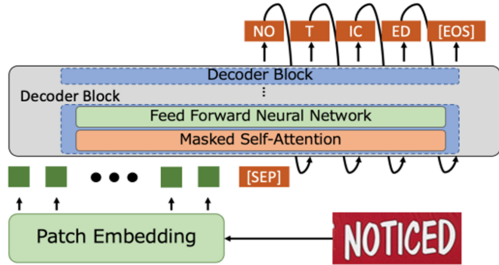 NO T IC ED [EOS]
Decoder Block
Decoder Block
Feed Forward Neural Network
Masked Self-Attention
[SEP]
Patch Embedding
NOTICED